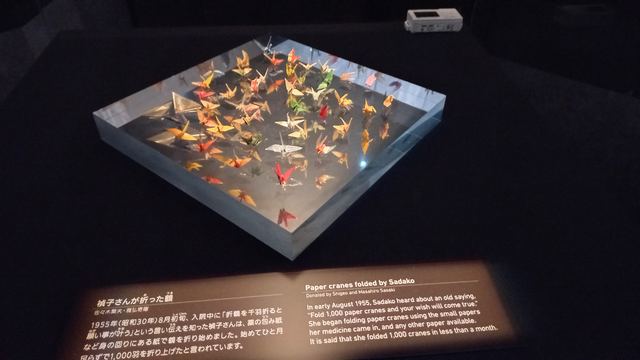 禎子さんが折った鶴
佐々木繁夫・雅弘寄贈
1955年(昭和30年)8月初旬、入院中に「折鶴を千羽折ると
願い事が叶う」という言い伝えを知った禎子さんは、薬の包み紙
など身の回りにある紙で鶴を折り始めました。始めてひと月
足らずで1,000羽を折り上げたと言われています。
Paper cranes folded by Sadako
Donated by Shigeo and Masahiro Sasaki
In early August 1955, Sadako heard about an old saying,
"Fold 1,000 paper cranes and your wish will come true."
She began folding paper cranes using the small papers
her medicine came in, and any other paper available.
It is said that she folded 1,000 cranes in less than a month.